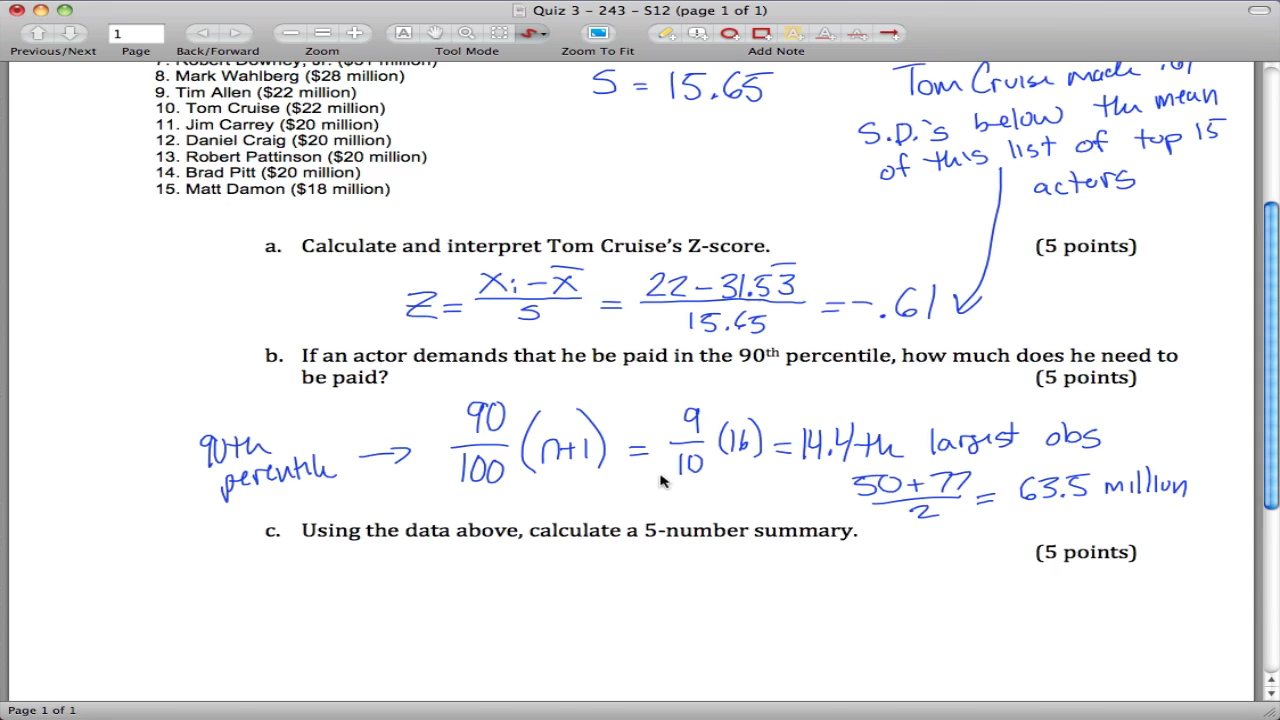 Quiz 3 - 243 - S12 (page 1 of 1)
1
Previous/Next Page Back/Forward Zoom Tool Mode Zoom To Fit Add Note
7. Robert Downey, Jr. ($31 million)
8. Mark Wahlberg ($28 million)
9. Tim Allen ($22 million)
10. Tom Cruise ($22 million)
11. Jim Carrey ($20 million)
12. Daniel Craig ($20 million)
13. Robert Pattinson ($20 million)
14. Brad Pitt ($20 million)
15. Matt Damon ($18 million)
S = 15.65
Tom Cruise made .61
S.D.'s below the mean
of this list of top 15
actors
a. Calculate and interpret Tom Cruise's Z-score. (5 points)
Z = (xi - x̅)/s = (22 - 31.53̅)/15.65 = -.61
b. If an actor demands that he be paid in the 90th percentile, how much does he need to
be paid? (5 points)
90th
percentile → 90/100 (n+1) = 9/10 (16) = 14.4th largest obs
(50+77)/2 = 63.5 million
c. Using the data above, calculate a 5-number summary.
(5 points)
Page 1 of 1